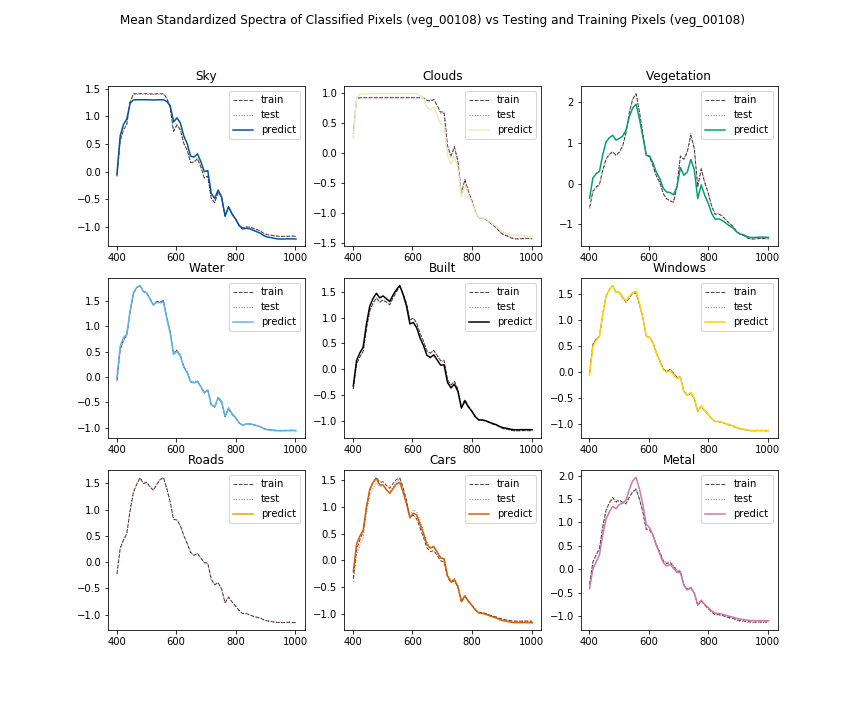 Mean Standardized Spectra of Classified Pixels (veg_00108) vs Testing and Training Pixels (veg_00108)
Sky
1.5
1.0
0.5
0.0
−0.5
−1.0
400 600 800 1000
train
test
predict
Clouds
1.0
0.5
0.0
−0.5
−1.0
−1.5
400 600 800 1000
train
test
predict
Vegetation
2
1
0
−1
400 600 800 1000
train
test
predict
Water
1.5
1.0
0.5
0.0
−0.5
−1.0
400 600 800 1000
train
test
predict
Built
1.5
1.0
0.5
0.0
−0.5
−1.0
400 600 800 1000
train
test
predict
Windows
1.5
1.0
0.5
0.0
−0.5
−1.0
400 600 800 1000
train
test
predict
Roads
1.5
1.0
0.5
0.0
−0.5
−1.0
400 600 800 1000
train
test
predict
Cars
1.5
1.0
0.5
0.0
−0.5
−1.0
400 600 800 1000
train
test
predict
Metal
2.0
1.5
1.0
0.5
0.0
−0.5
−1.0
400 600 800 1000
train
test
predict